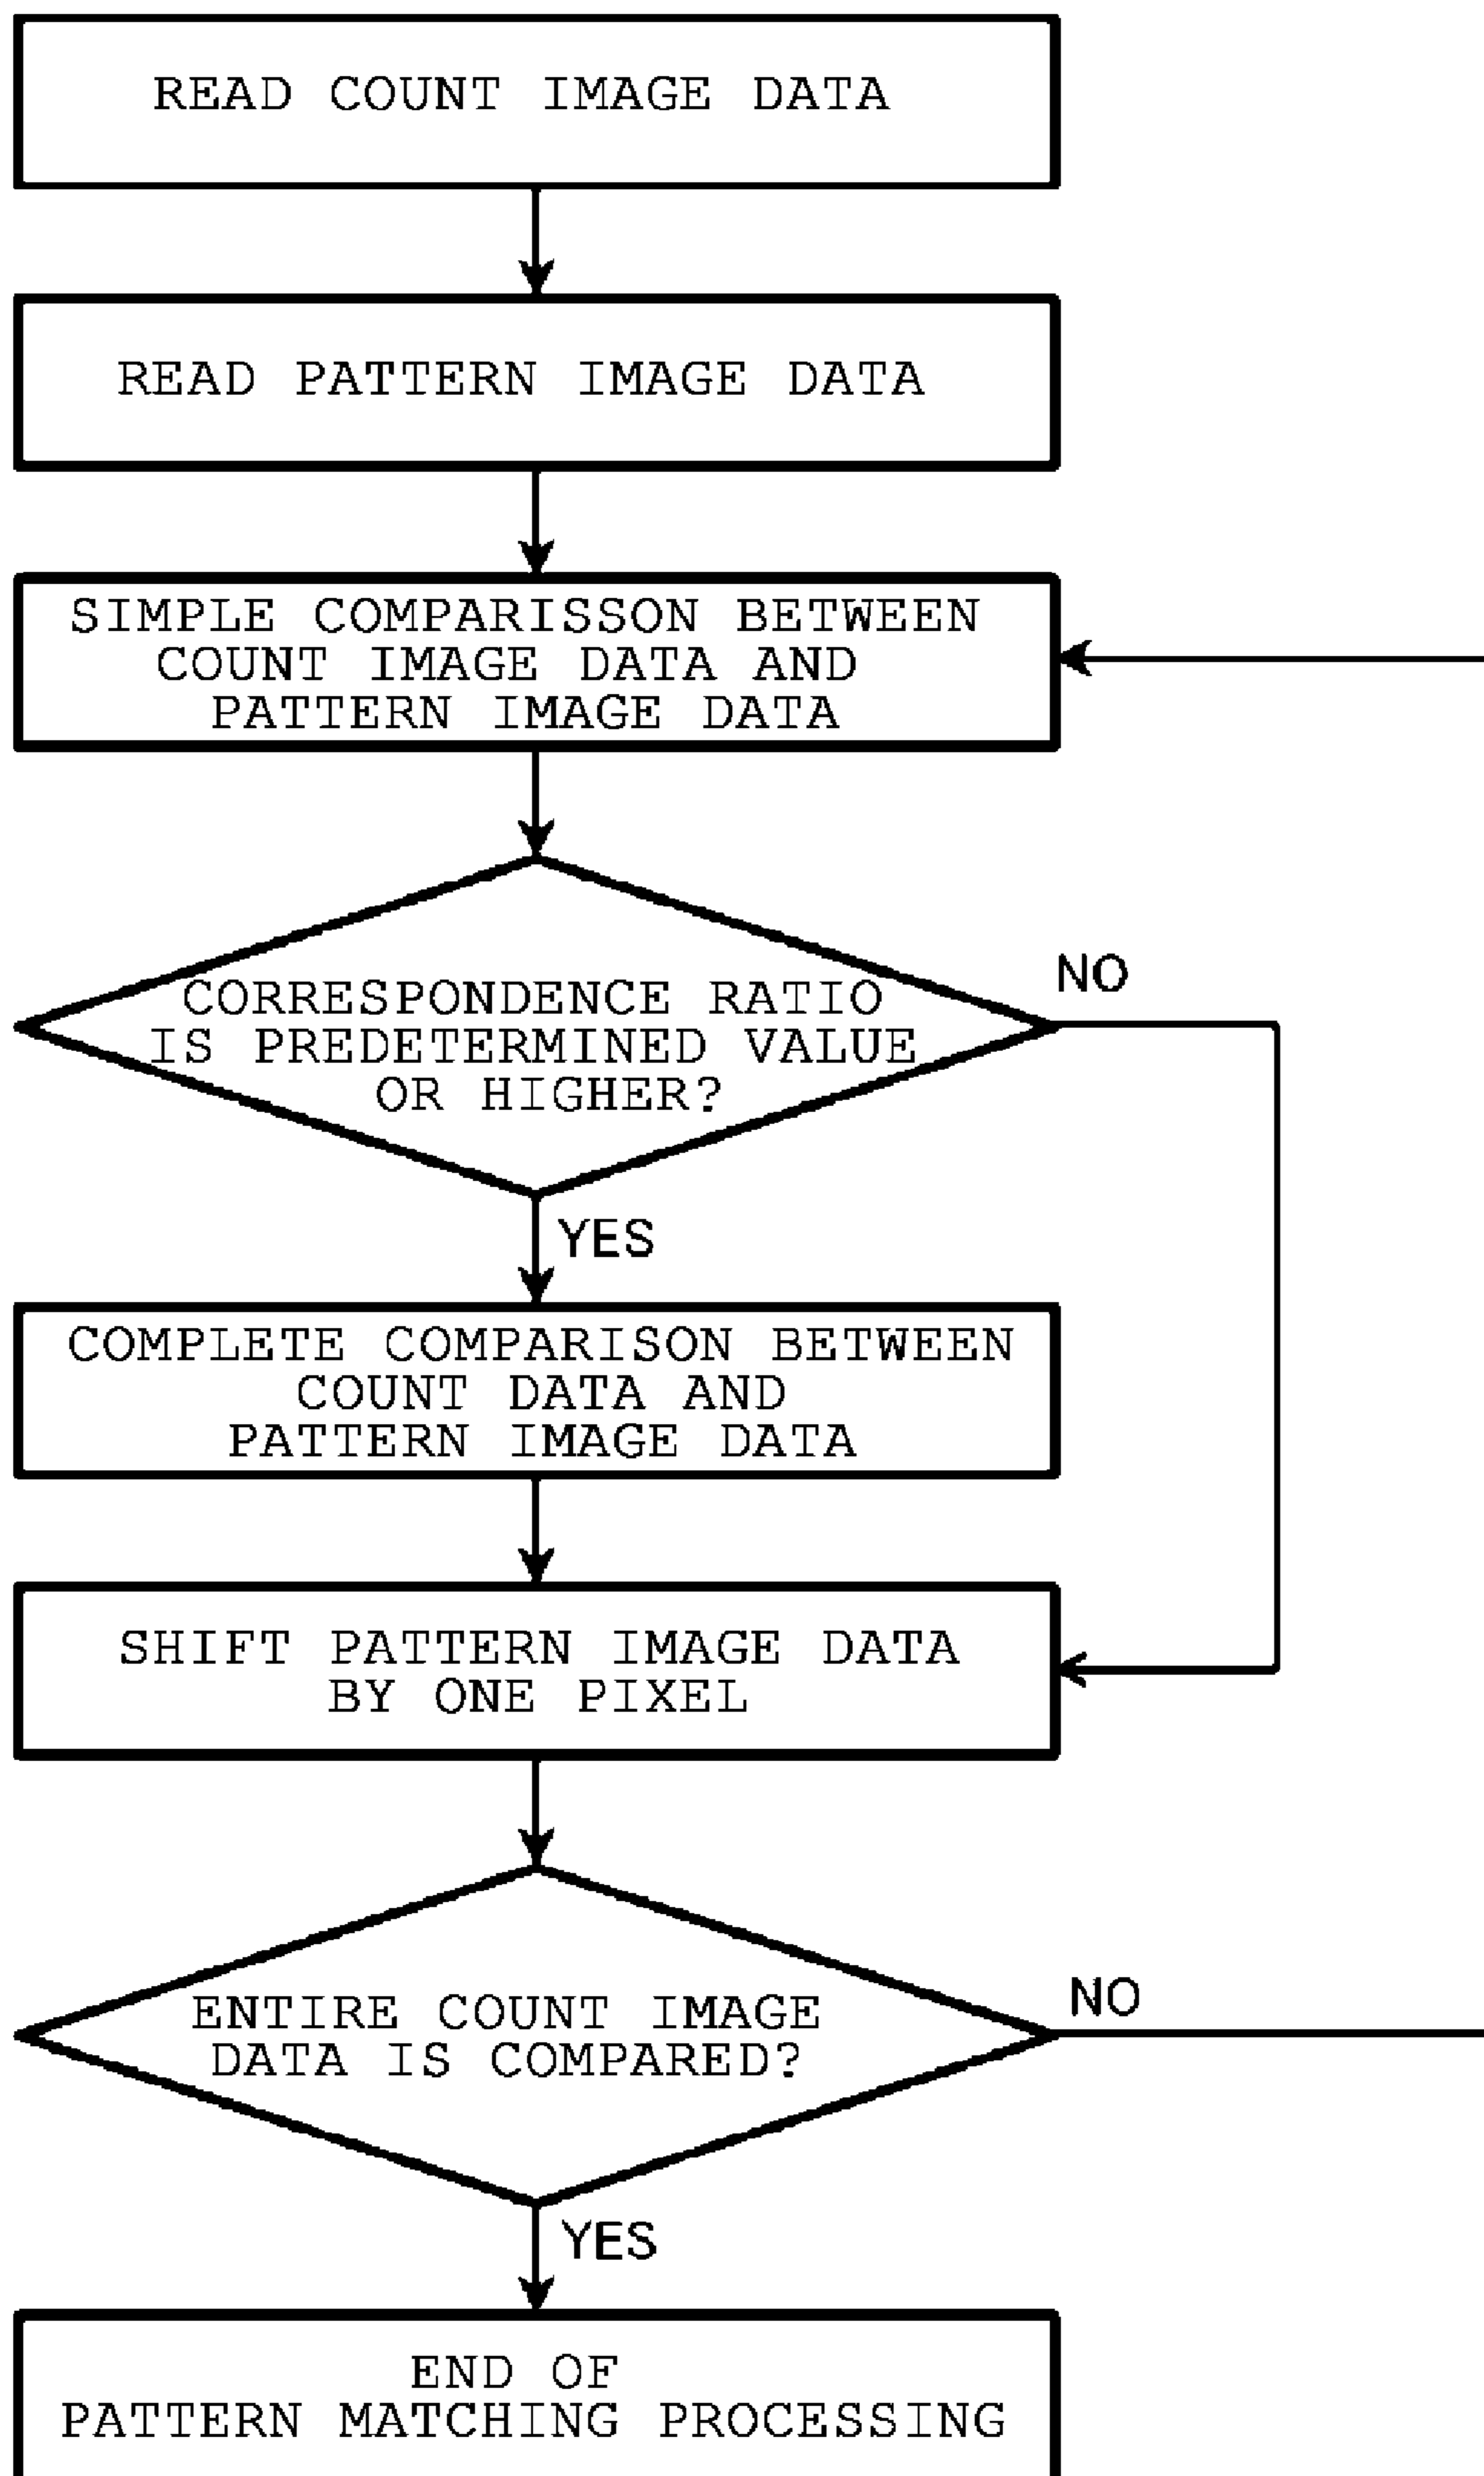 READ COUNT IMAGE DATA
READ PATTERN IMAGE DATA
SIMPLE COMPARISSON BETWEEN
COUNT IMAGE DATA AND
PATTERN IMAGE DATA
CORRESPONDENCE RATIO
IS PREDETERMINED VALUE
OR HIGHER?
NO
YES
COMPLETE COMPARISON BETWEEN
COUNT DATA AND
PATTERN IMAGE DATA
SHIFT PATTERN IMAGE DATA
BY ONE PIXEL
ENTIRE COUNT IMAGE
DATA IS COMPARED?
NO
YES
END OF
PATTERN MATCHING PROCESSING